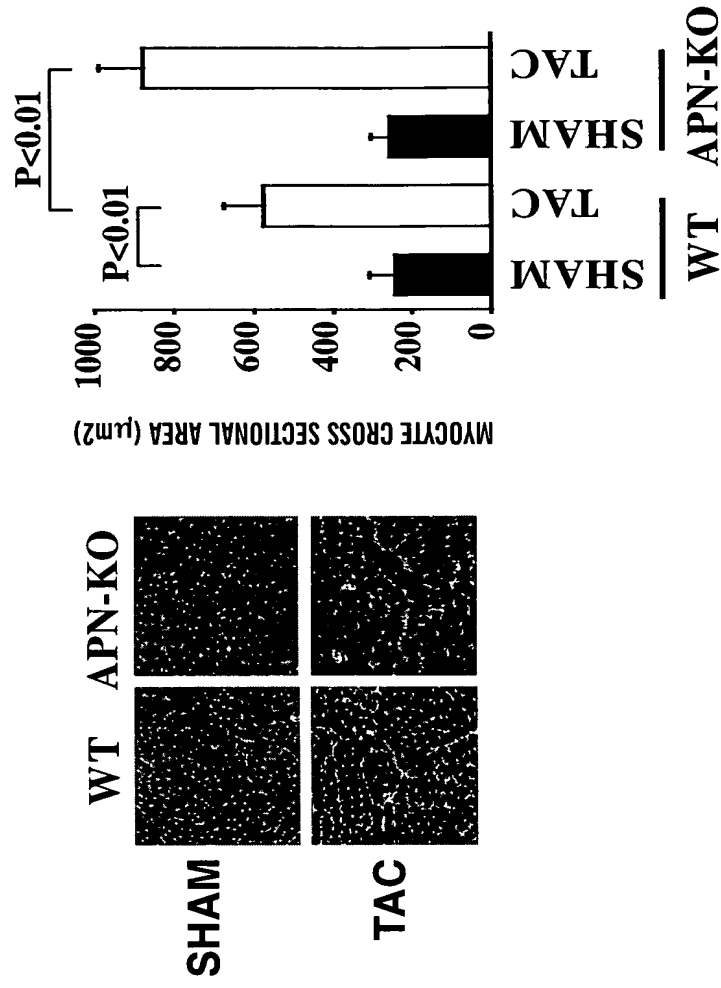 WT APN-KO
SHAM
TAC
MYOCYTE CROSS SECTIONAL AREA (μm2)
1000
800
600
400
200
0
P<0.01
P<0.01
SHAM TAC SHAM TAC
WT APN-KO